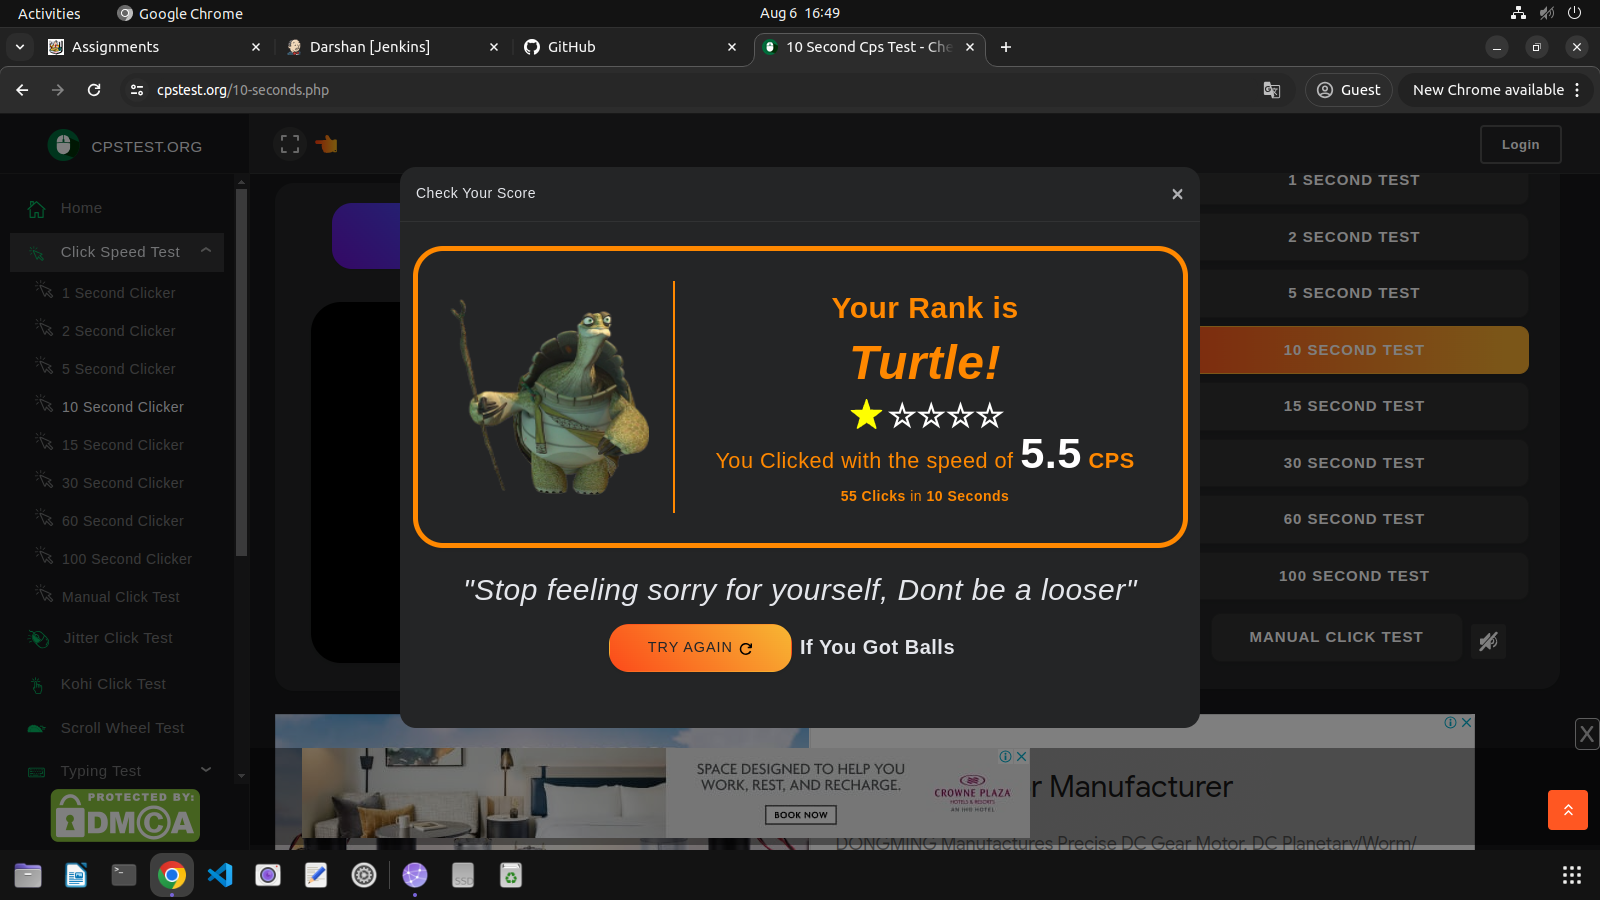 Activities
Google Chrome
Aug 6 16:49
Assignments
Darshan [Jenkins]
GitHub
10 Second Cps Test - Che
cpstest.org/10-seconds.php
Guest
New Chrome available
CPSTEST.ORG
Login
Home
Click Speed Test
1 Second Clicker
2 Second Clicker
5 Second Clicker
10 Second Clicker
15 Second Clicker
30 Second Clicker
60 Second Clicker
100 Second Clicker
Manual Click Test
Jitter Click Test
Kohi Click Test
Scroll Wheel Test
Typing Test
PROTECTED BY:
DMCA
Check Your Score
×
Your Rank is
Turtle!
You Clicked with the speed of 5.5 CPS
55 Clicks in 10 Seconds
"Stop feeling sorry for yourself, Dont be a looser"
TRY AGAIN
If You Got Balls
1 SECOND TEST
2 SECOND TEST
5 SECOND TEST
10 SECOND TEST
15 SECOND TEST
30 SECOND TEST
60 SECOND TEST
100 SECOND TEST
MANUAL CLICK TEST
X
SPACE DESIGNED TO HELP YOU
WORK, REST, AND RECHARGE.
BOOK NOW
CROWNE PLAZA
HOTELS & RESORTS
AN IHG HOTEL
r Manufacturer
DONGMING Manufactures Precise DC Gear Motor, DC Planetary/Worm/
SSD